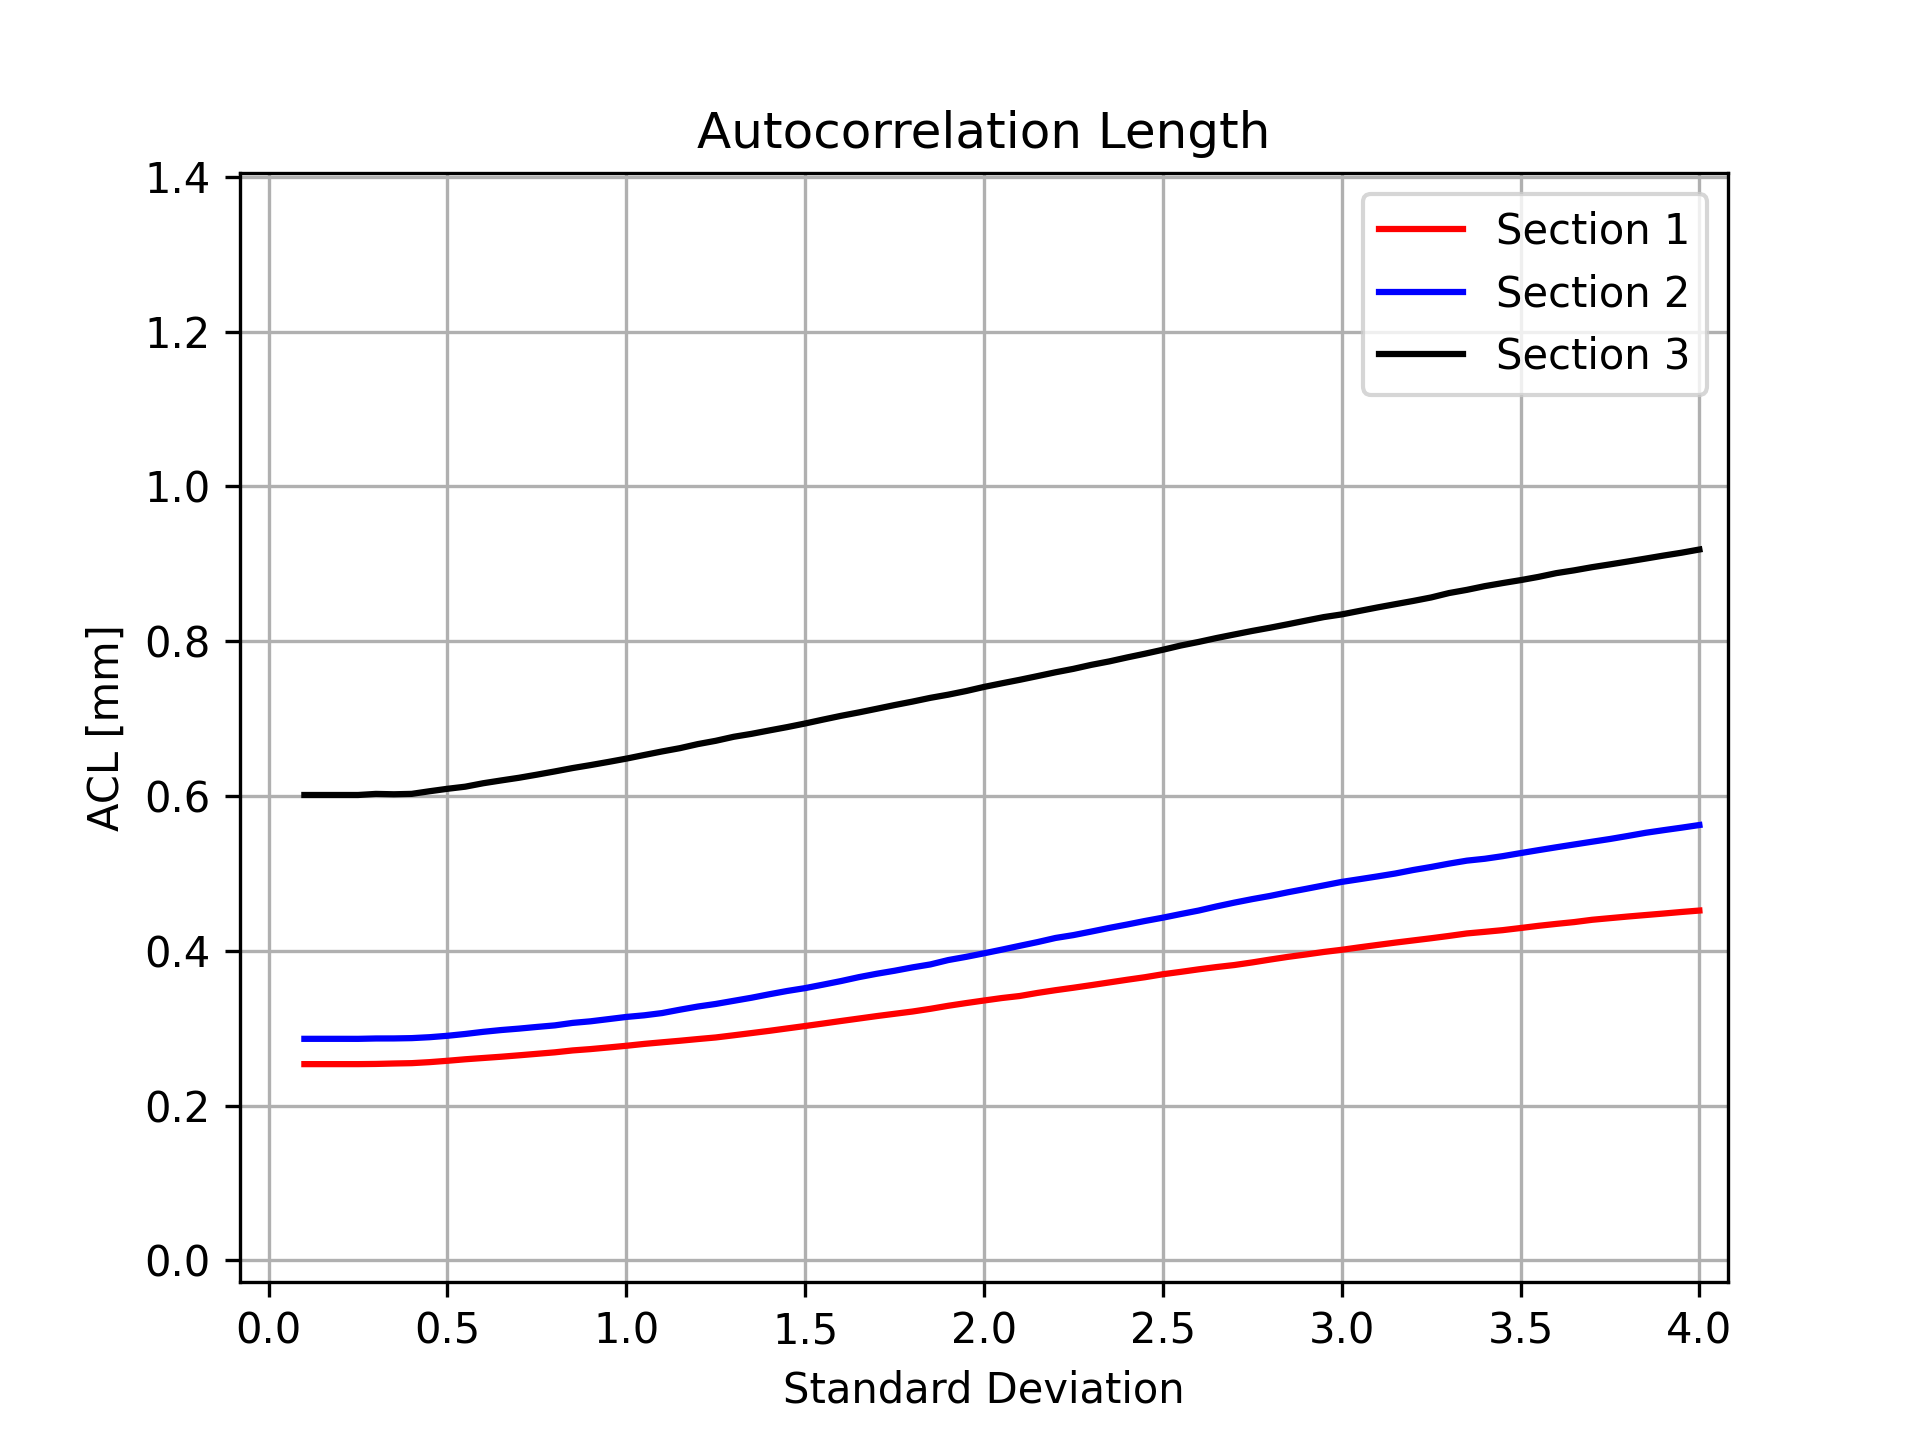 Autocorrelation Length
1.4
1.2
1.0
0.8
0.6
0.4
0.2
0.0
ACL [mm]
Section 1
Section 2
Section 3
0.0 0.5 1.0 1.5 2.0 2.5 3.0 3.5 4.0
Standard Deviation